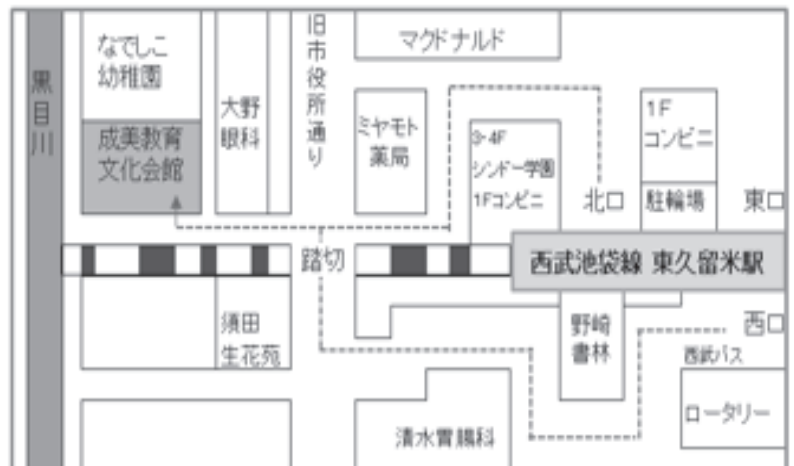 黒目川
なでしこ
幼稚園
成美教育
文化会館
大野
眼科
旧市役所通り
マクドナルド
ミヤモト
薬局
3・4F
シンドー学園
1Fコンビニ
北口
1F
コンビニ
駐輪場
東口
踏切
西武池袋線 東久留米駅
須田
生花苑
野崎
書林
西口
西武バス
ロータリー
清水胃腸科